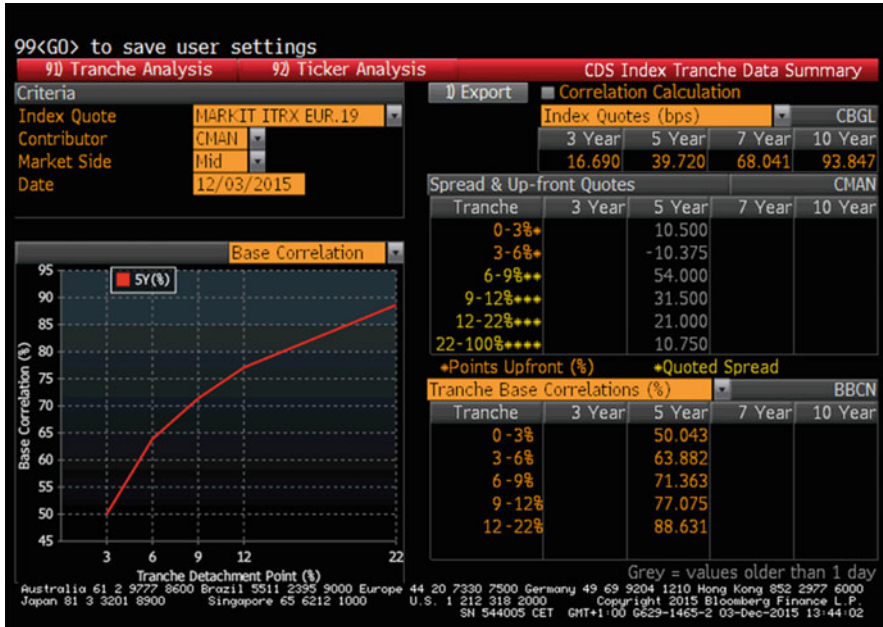 99<GO> to save user settings
91) Tranche Analysis 92) Ticker Analysis CDS Index Tranche Data Summary
Criteria
Index Quote MARKIT ITRX EUR.19
Contributor CMAN
Market Side Mid
Date 12/03/2015
1) Export Correlation Calculation
Index Quotes (bps) CBGL
3 Year 5 Year 7 Year 10 Year
16.690 39.720 68.041 93.847
Spread & Up-front Quotes CMAN
Tranche 3 Year 5 Year 7 Year 10 Year
0-3%◆ 10.500
3-6%◆ -10.375
6-9%◆◆ 54.000
9-12%◆◆◆ 31.500
12-22%◆◆◆ 21.000
22-100%◆◆◆◆ 10.750
◆Points Upfront (%) ◆Quoted Spread
Tranche Base Correlations (%) BBCN
Tranche 3 Year 5 Year 7 Year 10 Year
0-3% 50.043
3-6% 63.882
6-9% 71.363
9-12% 77.075
12-22% 88.631
Grey = values older than 1 day
Base Correlation
5Y(%)
95
90
85
80
75
70
65
60
55
50
45
Base Correlation (%)
3 6 9 12 22
Tranche Detachment Point (%)
Australia 61 2 9777 8600 Brazil 5511 2395 9000 Europe 44 20 7330 7500 Germany 49 69 9204 1210 Hong Kong 852 2977 6000
Japan 81 3 3201 8900 Singapore 65 6212 1000 U.S. 1 212 318 2000 Copyright 2015 Bloomberg Finance L.P.
SN 544005 CET GMT+1:00 G629-1465-2 03-Dec-2015 13:44:02